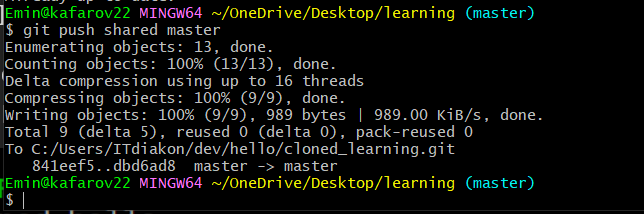 Emin@kafarov22 MINGW64 ~/OneDrive/Desktop/learning (master)
$ git push shared master
Enumerating objects: 13, done.
Counting objects: 100% (13/13), done.
Delta compression using up to 16 threads
Compressing objects: 100% (9/9), done.
Writing objects: 100% (9/9), 989 bytes | 989.00 KiB/s, done.
Total 9 (delta 5), reused 0 (delta 0), pack-reused 0
To C:/Users/ITdiakon/dev/hello/cloned_learning.git
   841eef5..dbd6ad8  master -> master
Emin@kafarov22 MINGW64 ~/OneDrive/Desktop/learning (master)
$